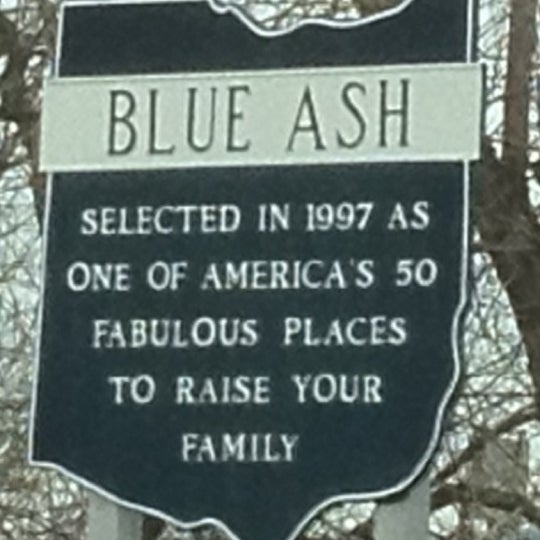 BLUE ASH
SELECTED IN 1997 AS
ONE OF AMERICA'S 50
FABULOUS PLACES
TO RAISE YOUR
FAMILY